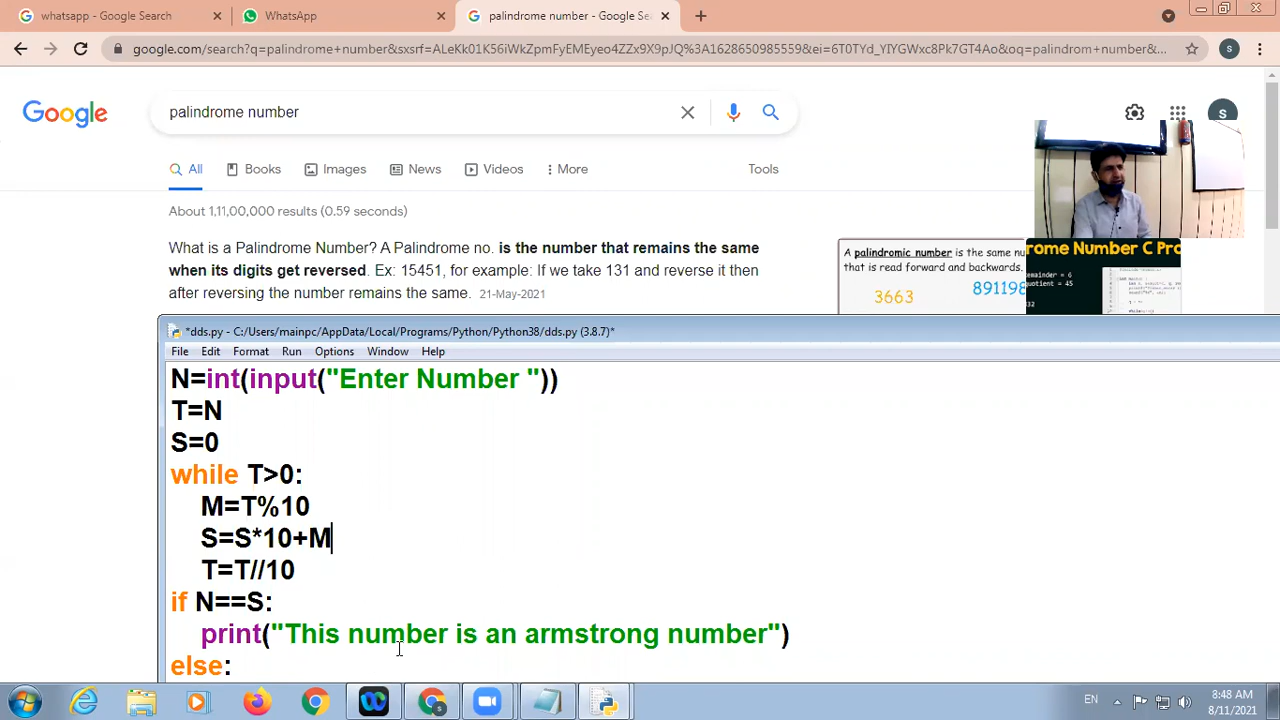 whatsapp - Google Search
WhatsApp
palindrome number - Google Se
google.com/search?q=palindrome+number&sxsrf=ALeKk01K56iWkZpmFyEMEyeo4ZZx9X9pJQ%3A1628650985559&ei=6T0TYd_YIYGWxc8Pk7GT4Ao&oq=palindrom+number&...
S
Google
palindrome number
S
All
Books
Images
News
Videos
More
Tools
About 1,11,00,000 results (0.59 seconds)
What is a Palindrome Number? A Palindrome no. is the number that remains the same
when its digits get reversed. Ex: 15451, for example: If we take 131 and reverse it then
after reversing the number remains the same. 21-May-2021
A palindromic number is the same nu
that is read forward and backwards.
3663
891198
rome Number C Pro
emainder = 6
quotient = 45
*dds.py - C:/Users/mainpc/AppData/Local/Programs/Python/Python38/dds.py (3.8.7)*
File Edit Format Run Options Window Help
N=int(input("Enter Number "))
T=N
S=0
while T>0:
M=T%10
S=S*10+M
T=T//10
if N==S:
print("This number is an armstrong number")
else:
EN
8:48 AM
8/11/2021